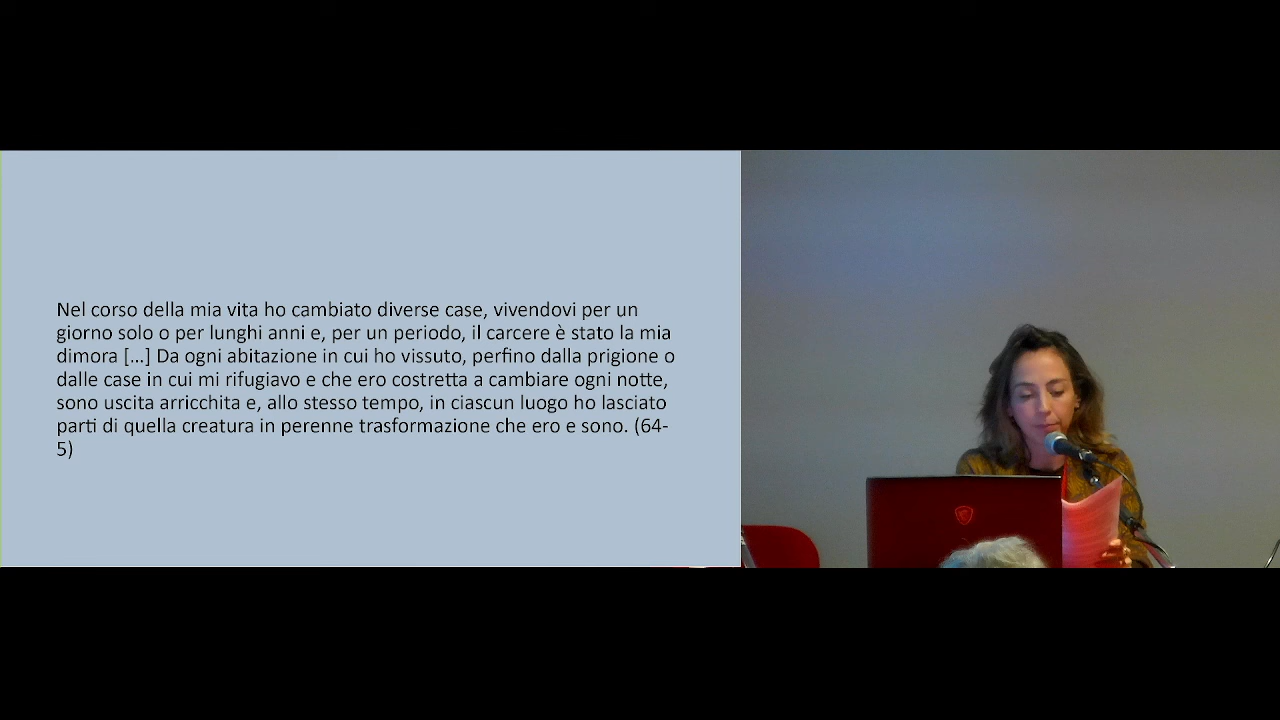 Nel corso della mia vita ho cambiato diverse case, vivendovi per un
giorno solo o per lunghi anni e, per un periodo, il carcere è stato la mia
dimora […] Da ogni abitazione in cui ho vissuto, perfino dalla prigione o
dalle case in cui mi rifugiavo e che ero costretta a cambiare ogni notte,
sono uscita arricchita e, allo stesso tempo, in ciascun luogo ho lasciato
parti di quella creatura in perenne trasformazione che ero e sono. (64-
5)